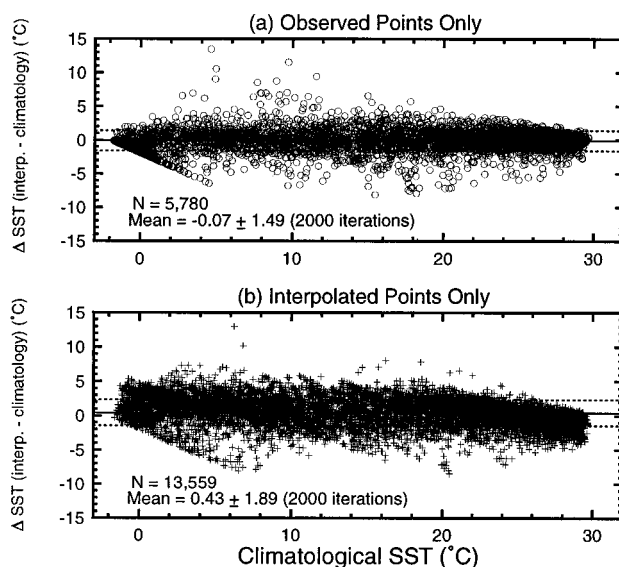 (a) Observed Points Only
Δ SST (interp. - climatology) (˚C)
15
10
5
0
-5
-10
-15
N = 5,780
Mean = -0.07 ± 1.49 (2000 iterations)
0 10 20 30
(b) Interpolated Points Only
Δ SST (interp. - climatology) (˚C)
15
10
5
0
-5
-10
-15
N = 13,559
Mean = 0.43 ± 1.89 (2000 iterations)
0 10 20 30
Climatological SST (˚C)